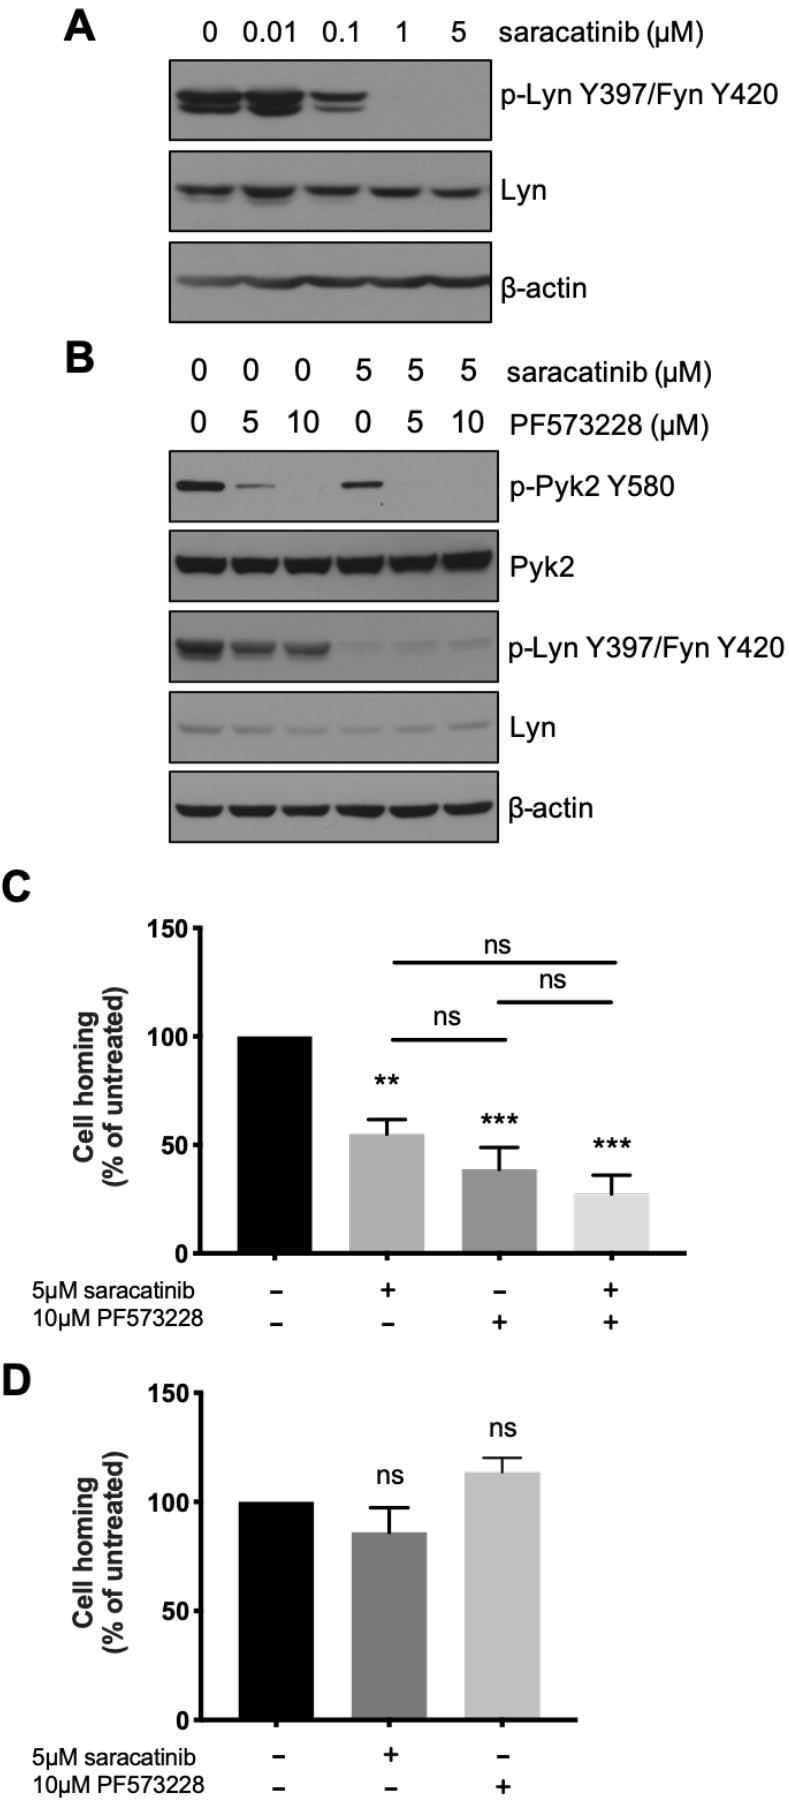 A
0 0.01 0.1 1 5 saracatinib (µM)
p-Lyn Y397/Fyn Y420
Lyn
β-actin
B
0 0 0 5 5 5 saracatinib (µM)
0 5 10 0 5 10 PF573228 (µM)
p-Pyk2 Y580
Pyk2
p-Lyn Y397/Fyn Y420
Lyn
β-actin
C
Cell homing
(% of untreated)
150
100
50
0
ns
ns
ns
**
***
***
5µM saracatinib – + – +
10µM PF573228 – – + +
D
Cell homing
(% of untreated)
150
100
50
0
ns
ns
5µM saracatinib – + –
10µM PF573228 – – +